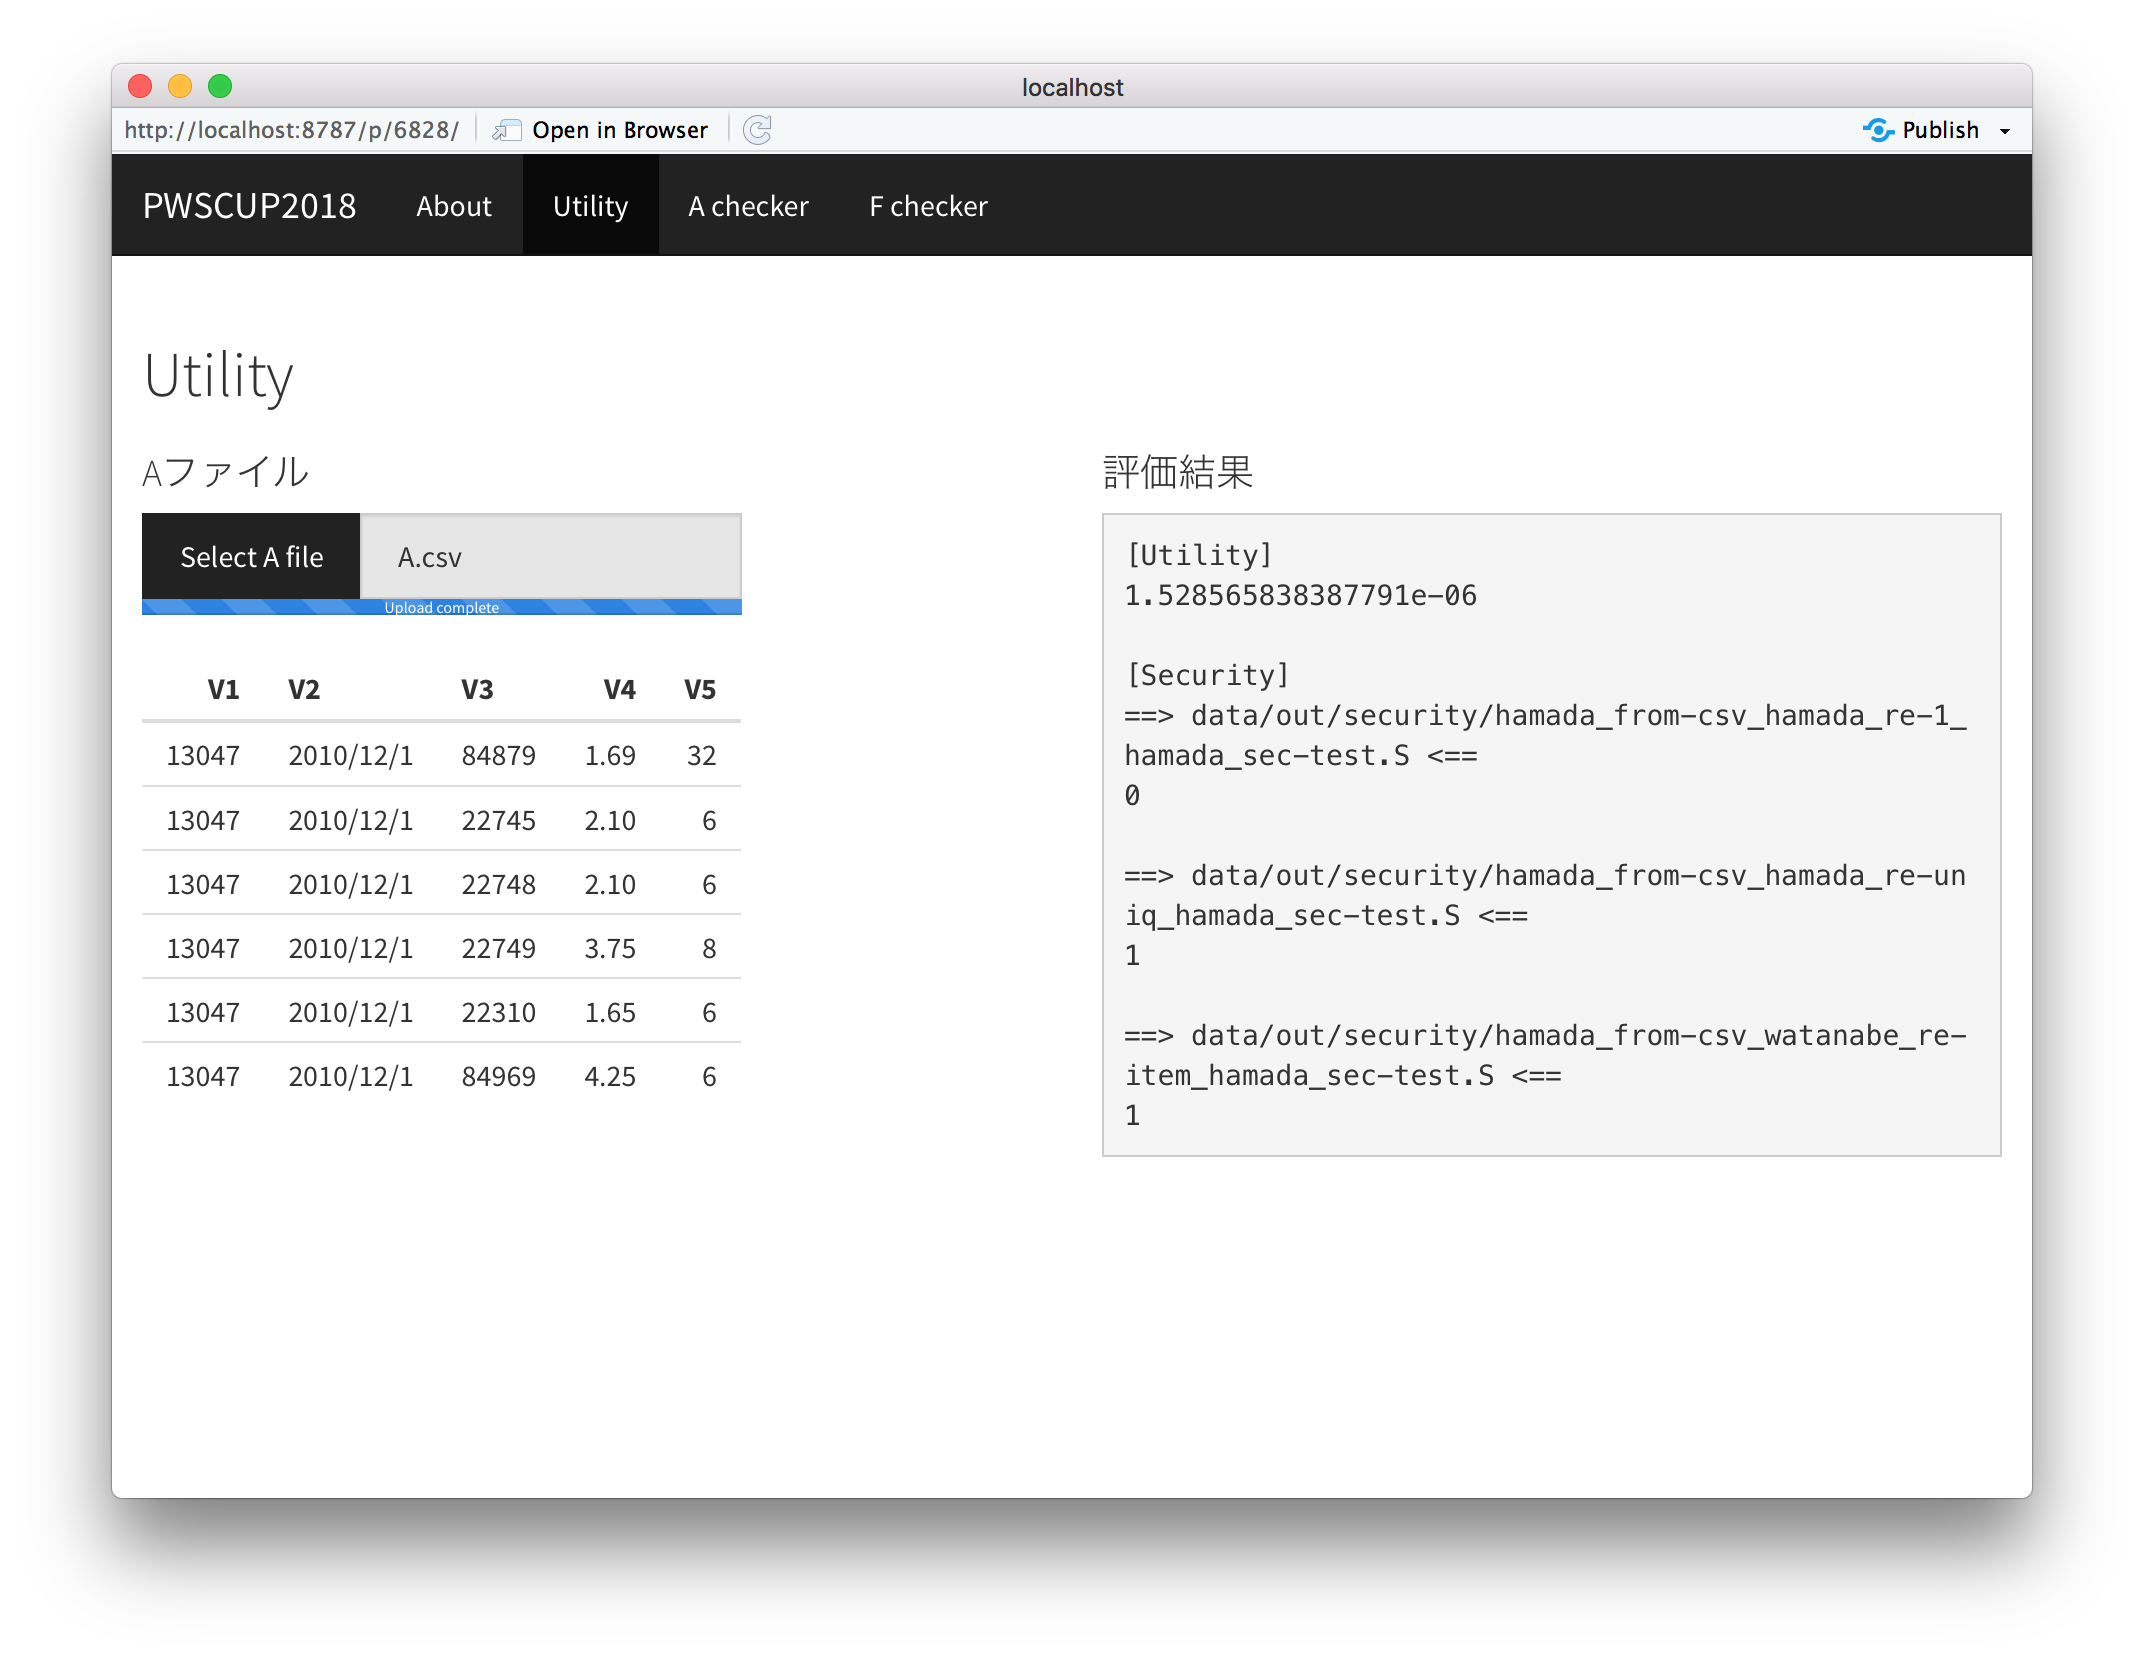 localhost
http://localhost:8787/p/6828/ Open in Browser Publish
PWSCUP2018 About Utility A checker F checker
Utility
Aファイル
Select A file A.csv
Upload complete
V1 V2 V3 V4 V5
13047 2010/12/1 84879 1.69 32
13047 2010/12/1 22745 2.10 6
13047 2010/12/1 22748 2.10 6
13047 2010/12/1 22749 3.75 8
13047 2010/12/1 22310 1.65 6
13047 2010/12/1 84969 4.25 6
評価結果
[Utility]
1.528565838387791e-06
[Security]
==> data/out/security/hamada_from-csv_hamada_re-1_
hamada_sec-test.S <==
0
==> data/out/security/hamada_from-csv_hamada_re-un
iq_hamada_sec-test.S <==
1
==> data/out/security/hamada_from-csv_watanabe_re-
item_hamada_sec-test.S <==
1